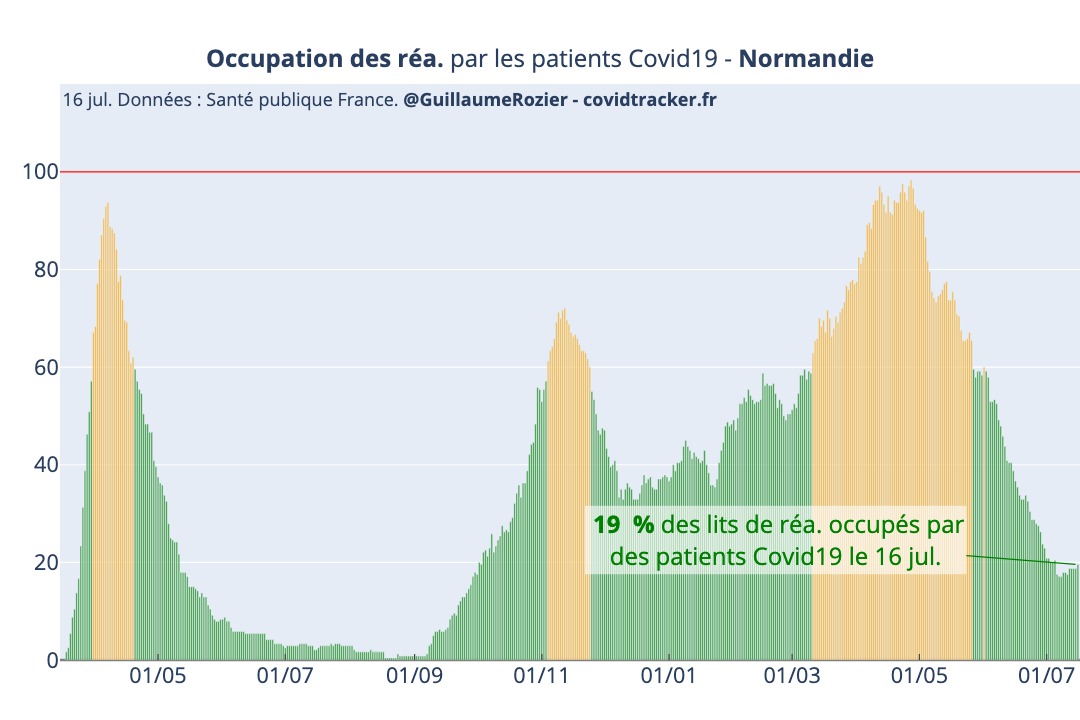 Occupation des réa. par les patients Covid19 - Normandie
16 jul. Données : Santé publique France. @GuillaumeRozier - covidtracker.fr
100
80
60
40
20
0
19 % des lits de réa. occupés par
des patients Covid19 le 16 jul.
01/05 01/07 01/09 01/11 01/01 01/03 01/05 01/07